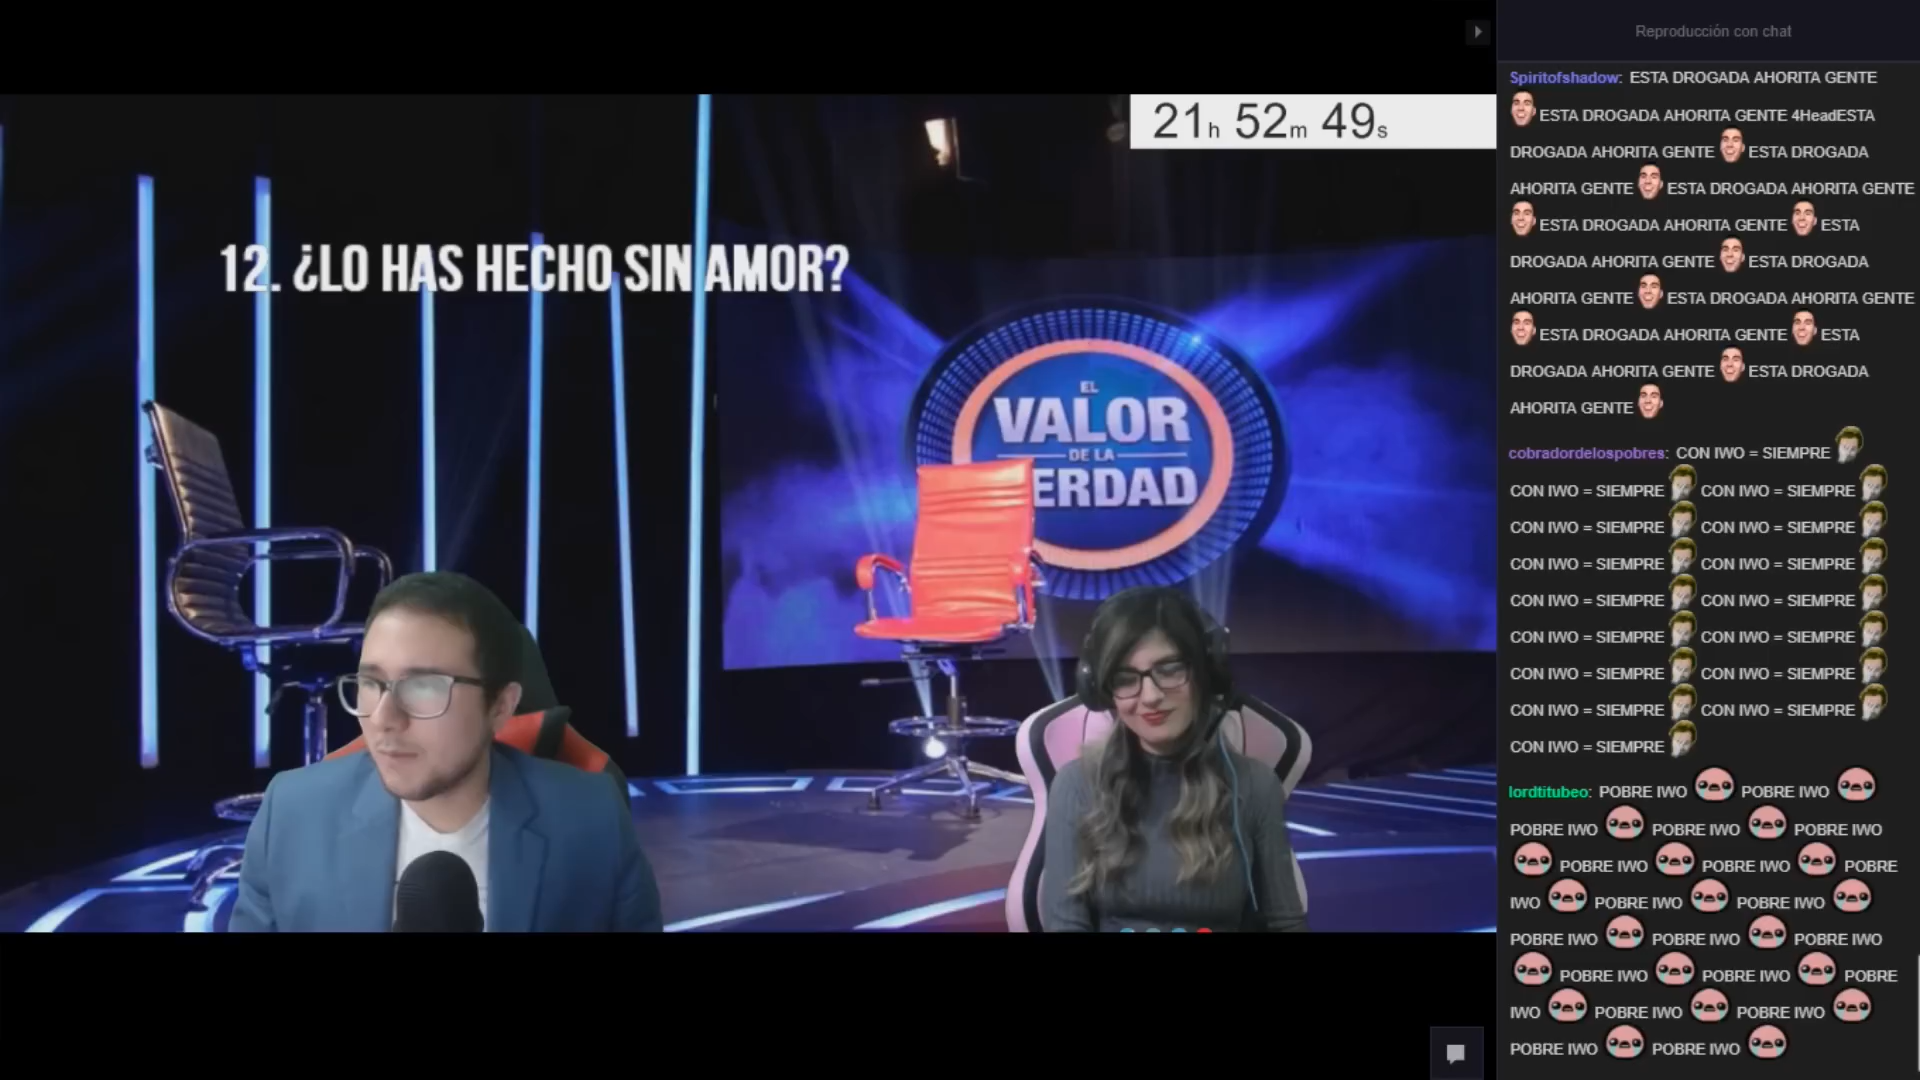 Reproducción con chat
21h 52m 49s
12. ¿LO HAS HECHO SIN AMOR?
EL
VALOR
DE LA
ERDAD
Spiritofshadow: ESTA DROGADA AHORITA GENTE
ESTA DROGADA AHORITA GENTE 4HeadESTA
DROGADA AHORITA GENTE ESTA DROGADA
AHORITA GENTE ESTA DROGADA AHORITA GENTE
ESTA DROGADA AHORITA GENTE ESTA
DROGADA AHORITA GENTE ESTA DROGADA
AHORITA GENTE ESTA DROGADA AHORITA GENTE
ESTA DROGADA AHORITA GENTE ESTA
DROGADA AHORITA GENTE ESTA DROGADA
AHORITA GENTE
cobradordelospobres: CON IWO = SIEMPRE
CON IWO = SIEMPRE CON IWO = SIEMPRE
CON IWO = SIEMPRE CON IWO = SIEMPRE
CON IWO = SIEMPRE CON IWO = SIEMPRE
CON IWO = SIEMPRE CON IWO = SIEMPRE
CON IWO = SIEMPRE CON IWO = SIEMPRE
CON IWO = SIEMPRE CON IWO = SIEMPRE
CON IWO = SIEMPRE CON IWO = SIEMPRE
CON IWO = SIEMPRE
lordtitubeo: POBRE IWO POBRE IWO
POBRE IWO POBRE IWO POBRE IWO
POBRE IWO POBRE IWO POBRE
IWO POBRE IWO POBRE IWO
POBRE IWO POBRE IWO POBRE IWO
POBRE IWO POBRE IWO POBRE
IWO POBRE IWO POBRE IWO
POBRE IWO POBRE IWO